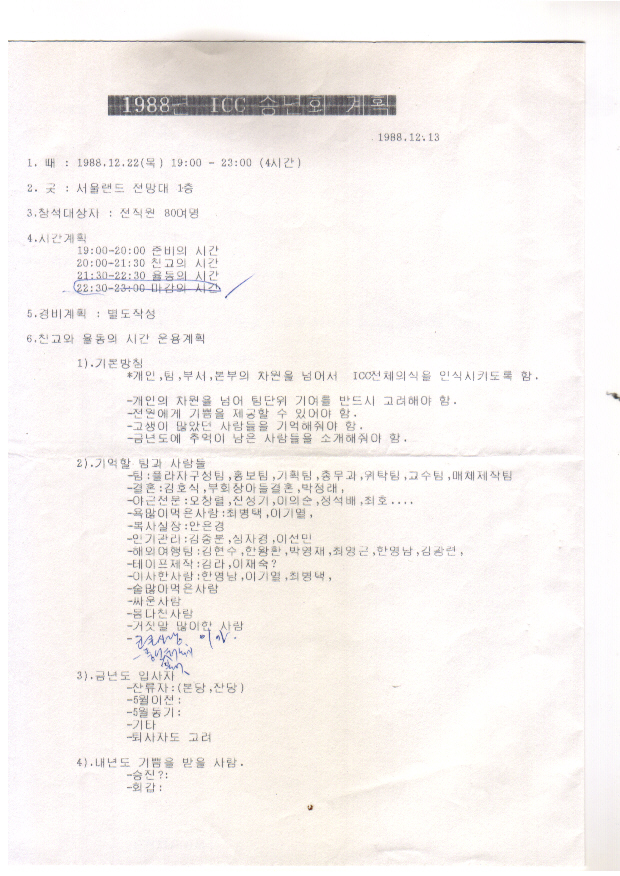 1988년 ICC 송년회 계획
1988.12.13
1. 때 : 1988.12.22(목) 19:00 - 23:00 (4시간)
2. 곳 : 서울랜드 전망대 1층
3.참석대상자 : 전직원 80여명
4.시간계획
19:00-20:00 준비의 시간
20:00-21:30 친고의 시간
21:30-22:30 율동의 시간
22:30-23:00 마감의 시간
5.경비계획 : 별도작성
6.친고와 율동의 시간 운용계획
1).기본방침
*개인,팀,부서,본부의 차원을 넘어서 ICC전체의식을 인식시키도록 함.
-개인의 차원을 넘어 팀단위 기여를 반드시 고려해야 함.
-전원에게 기쁨을 제공할 수 있어야 함.
-고생이 많았던 사람들을 기억해줘야 함.
-금년도에 추억이 남은 사람들을 소개해줘야 함.
2).기억할 팀과 사람들
-팀:플라자구성팀,홍보팀,기획팀,총무과,위탁팀,교수팀,매체제작팀
-결혼:김호식,부회장아들결혼,박정래,
-야근전문:오창렬,진성기,이의순,정석배,최호....
-욕많이먹은사람:최명택,이기열,
-복사실장:안은경
-인기관리:김중분,심사경,이선민
-해외여행팀:김현수,한왕환,박영재,최영근,한명남,김광련,
-테이프제작:김라,이재숙?
-이사한사람:한영남,이기열,최명택,
-술많이먹은사람
-싸운사람
-몸다친사람
-거짓말 많이한 사람
-
3).금년도 입사자
-잔류자:(본당,잔당)
-5월이전:
-5월동기:
-기타
-퇴사자도 고려
4).내년도 기쁨을 받을 사람.
-승진?:
-회갑: